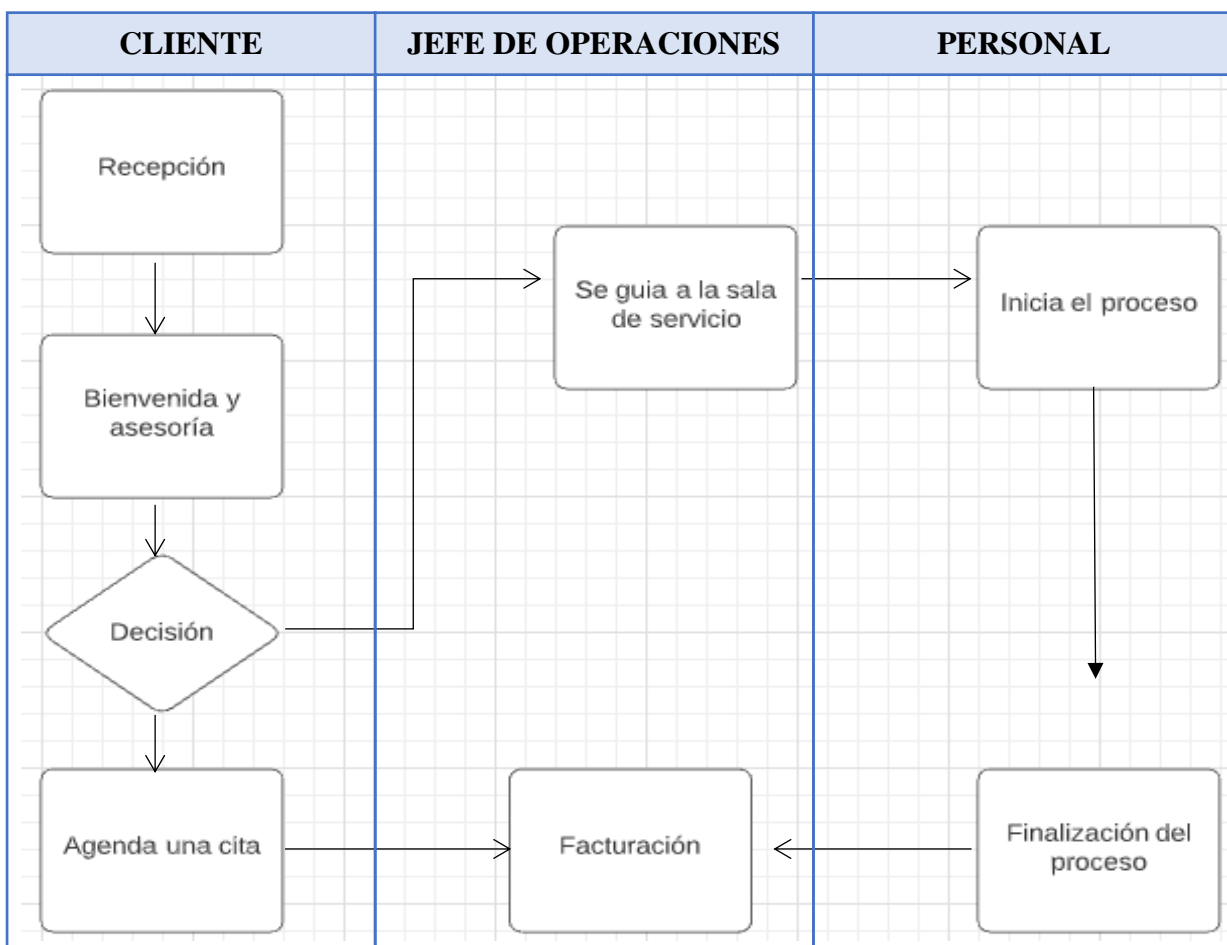 CLIENTE
JEFE DE OPERACIONES
PERSONAL
Recepción
Se guia a la sala
de servicio
Inicia el proceso
Bienvenida y
asesoría
Decisión
Agenda una cita
Facturación
Finalización del
proceso